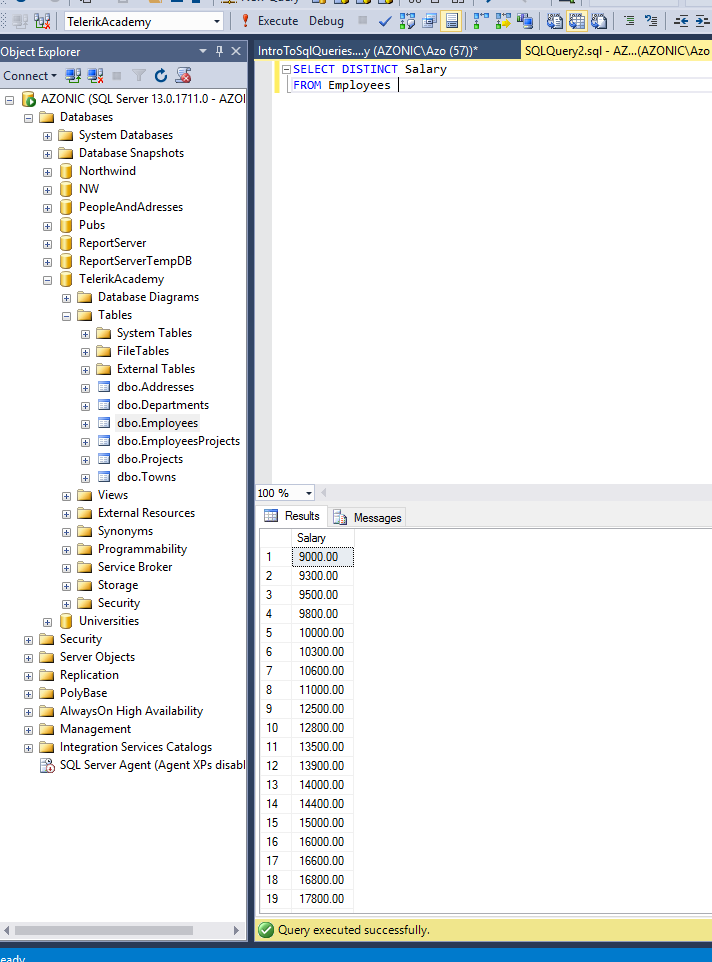 TelerikAcademy
Execute Debug
Object Explorer
Connect
AZONIC (SQL Server 13.0.1711.0 - AZO
Databases
System Databases
Database Snapshots
Northwind
NW
PeopleAndAdresses
Pubs
ReportServer
ReportServerTempDB
TelerikAcademy
Database Diagrams
Tables
System Tables
FileTables
External Tables
dbo.Addresses
dbo.Departments
dbo.Employees
dbo.EmployeesProjects
dbo.Projects
dbo.Towns
Views
External Resources
Synonyms
Programmability
Service Broker
Storage
Security
Universities
Security
Server Objects
Replication
PolyBase
AlwaysOn High Availability
Management
Integration Services Catalogs
SQL Server Agent (Agent XPs disabl
IntroToSqlQueries....y (AZONIC\Azo (57))*
SQLQuery2.sql - AZ...(AZONIC\Azo
SELECT DISTINCT Salary
FROM Employees
100 %
Results Messages
Salary
1 9000.00
2 9300.00
3 9500.00
4 9800.00
5 10000.00
6 10300.00
7 10600.00
8 11000.00
9 12500.00
10 12800.00
11 13500.00
12 13900.00
13 14000.00
14 14400.00
15 15000.00
16 16000.00
17 16600.00
18 16800.00
19 17800.00
Query executed successfully.
eady